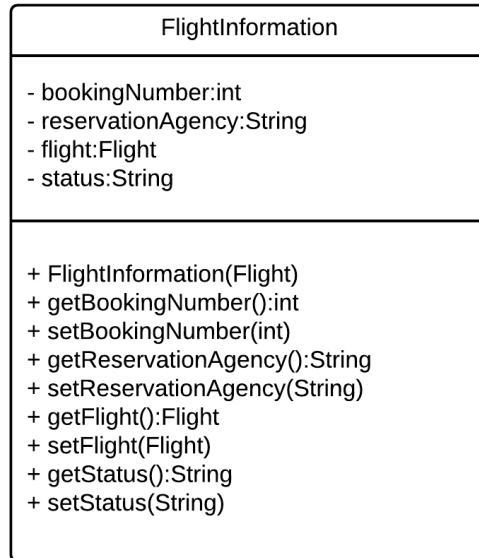 FlightInformation
- bookingNumber:int
- reservationAgency:String
- flight:Flight
- status:String
+ FlightInformation(Flight)
+ getBookingNumber():int
+ setBookingNumber(int)
+ getReservationAgency():String
+ setReservationAgency(String)
+ getFlight():Flight
+ setFlight(Flight)
+ getStatus():String
+ setStatus(String)